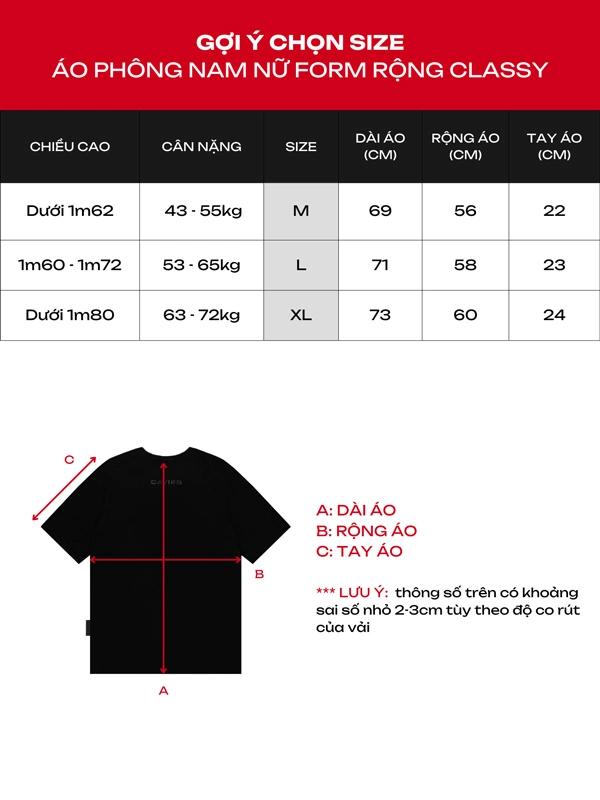 GỢI Ý CHỌN SIZE
ÁO PHÔNG NAM NỮ FORM RỘNG CLASSY
CHIỀU CAO CÂN NẶNG SIZE DÀI ÁO (CM) RỘNG ÁO (CM) TAY ÁO (CM)
Dưới 1m62 43 - 55kg M 69 56 22
1m60 - 1m72 53 - 65kg L 71 58 23
Dưới 1m80 63 - 72kg XL 73 60 24
C
DAVIES
B
A
A: DÀI ÁO
B: RỘNG ÁO
C: TAY ÁO
*** LƯU Ý: thông số trên có khoảng
sai số nhỏ 2-3cm tùy theo độ co rút
của vải